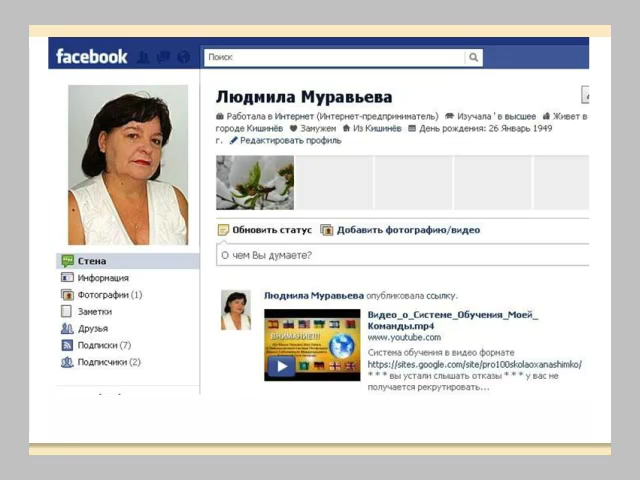 facebook
Поиск
Людмила Муравьева
Работала в Интернет (Интернет-предприниматель) Изучала ' в высшее Живет в
городе Кишинёв Замужем Из Кишинёв День рождения: 26 Январь 1949
г. Редактировать профиль
Обновить статус Добавить фотографию/видео
О чем Вы думаете?
Стена
Информация
Фотографии (1)
Заметки
Друзья
Подписки (7)
Подписчики (2)
Людмила Муравьева опубликовала ссылку.
Видео_о_Системе_Обучения_Моей_
Команды.mp4
www.youtube.com
Система обучения в видео формате
https://sites.google.com/site/pro100skolaoxanashimko/
* * * вы устали слышать отказы * * * у вас не
получается рекрутировать...
ВНИМАНИЕ!!!